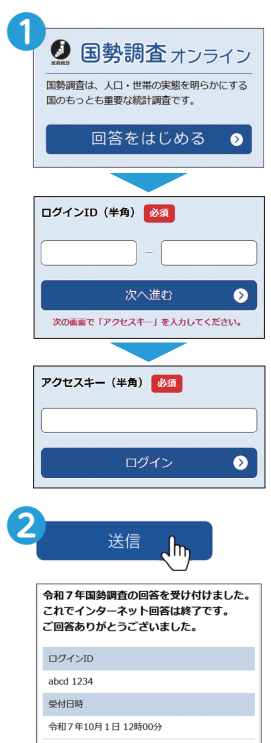 1
国勢調査 オンライン
国勢調査は、人口・世帯の実態を明らかにする
国のもっとも重要な統計調査です。
回答をはじめる
ログインID（半角） 必須
–
次へ進む
次の画面で「アクセスキー」を入力してください。
アクセスキー（半角） 必須
ログイン
2
送信
令和７年国勢調査の回答を受け付けました。
これでインターネット回答は終了です。
ご回答ありがとうございました。
ログインID
abcd 1234
受付日時
令和７年10月１日 12時00分